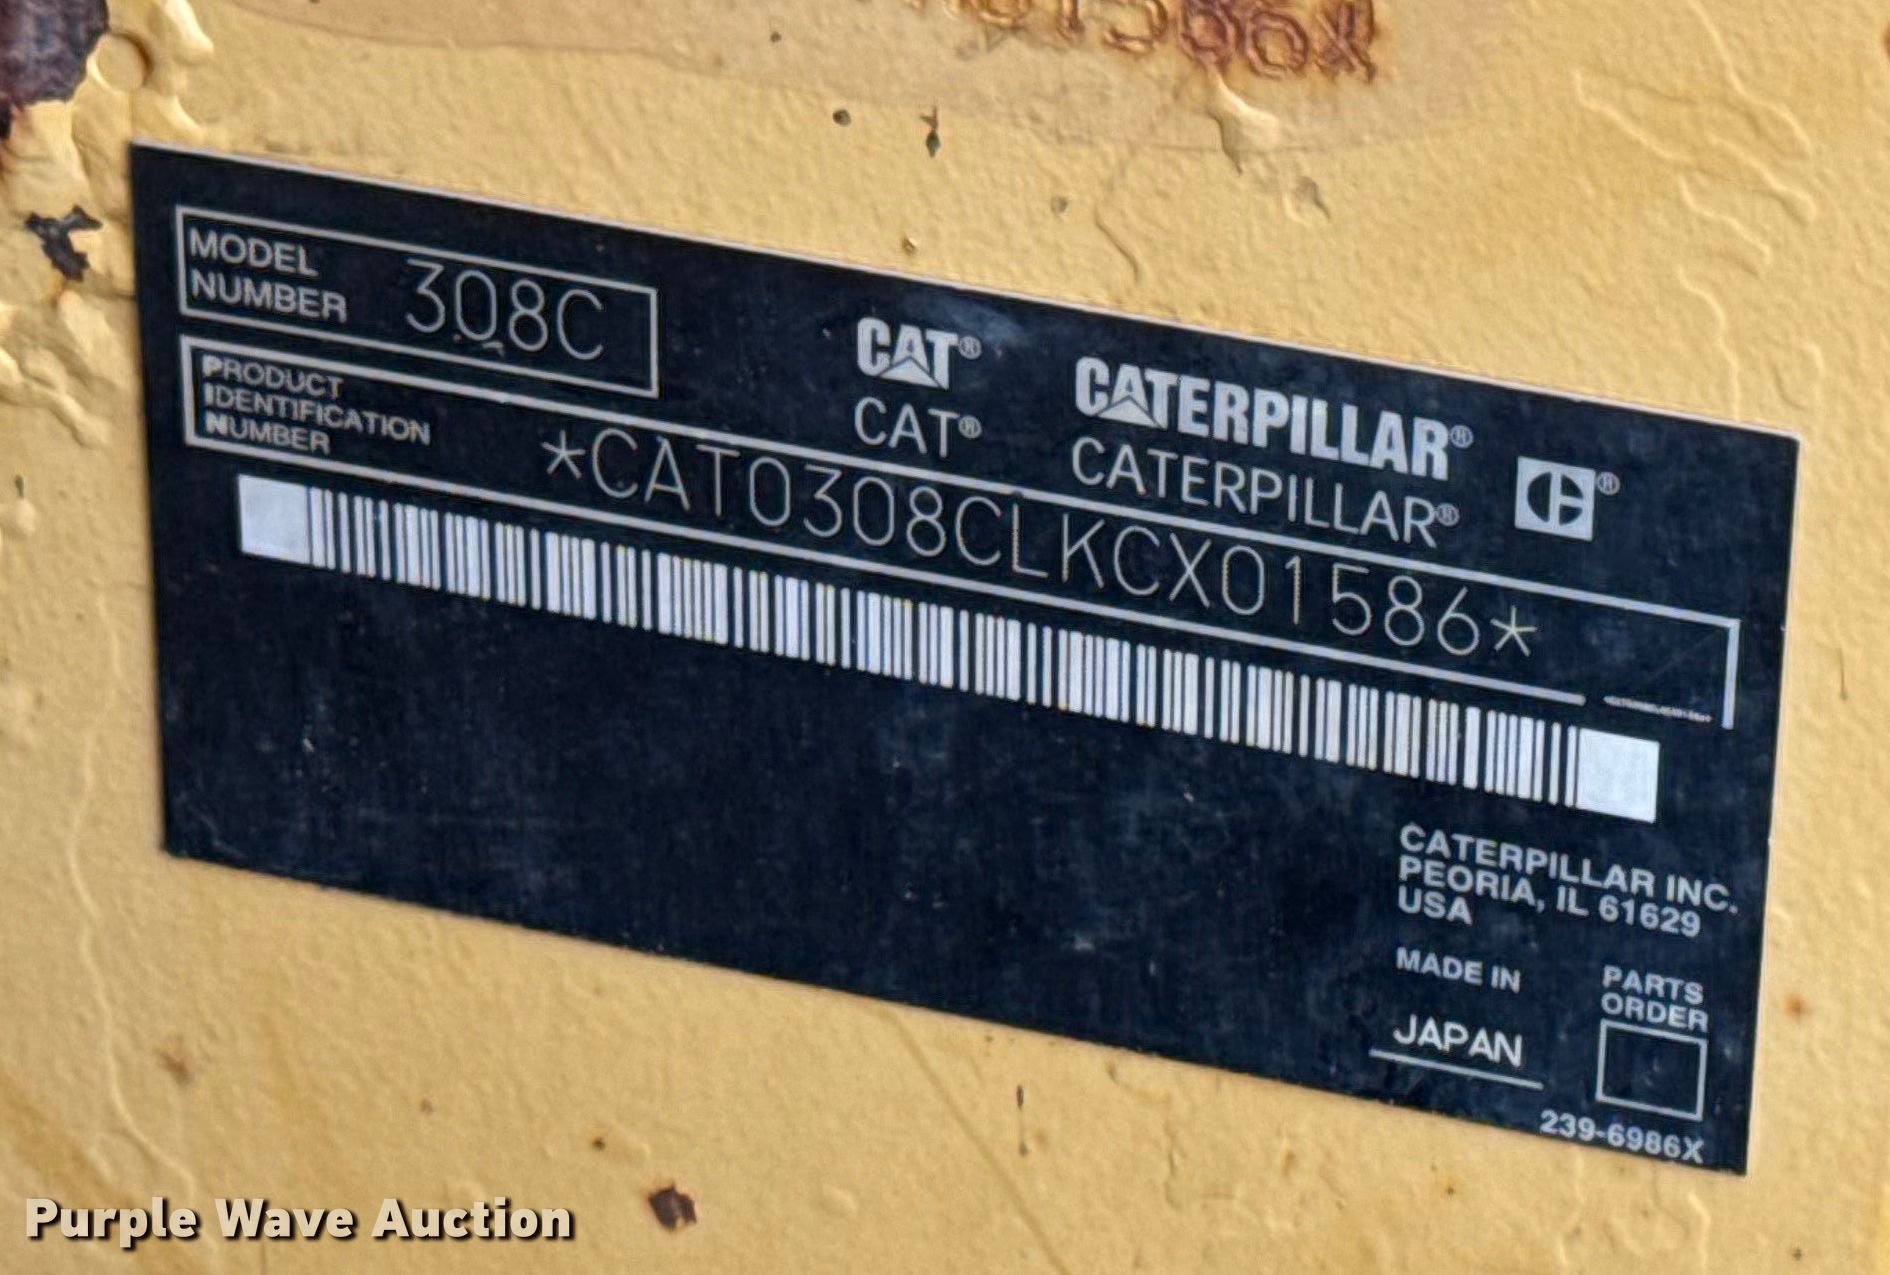 MODEL
NUMBER 308C
CAT® CATERPILLAR®
CAT® CATERPILLAR® ®
PRODUCT
IDENTIFICATION
NUMBER
*CAT0308CLKCX01586*
CATERPILLAR INC.
PEORIA, IL 61629
USA
MADE IN
JAPAN
PARTS
ORDER
239-6986X
Purple Wave Auction